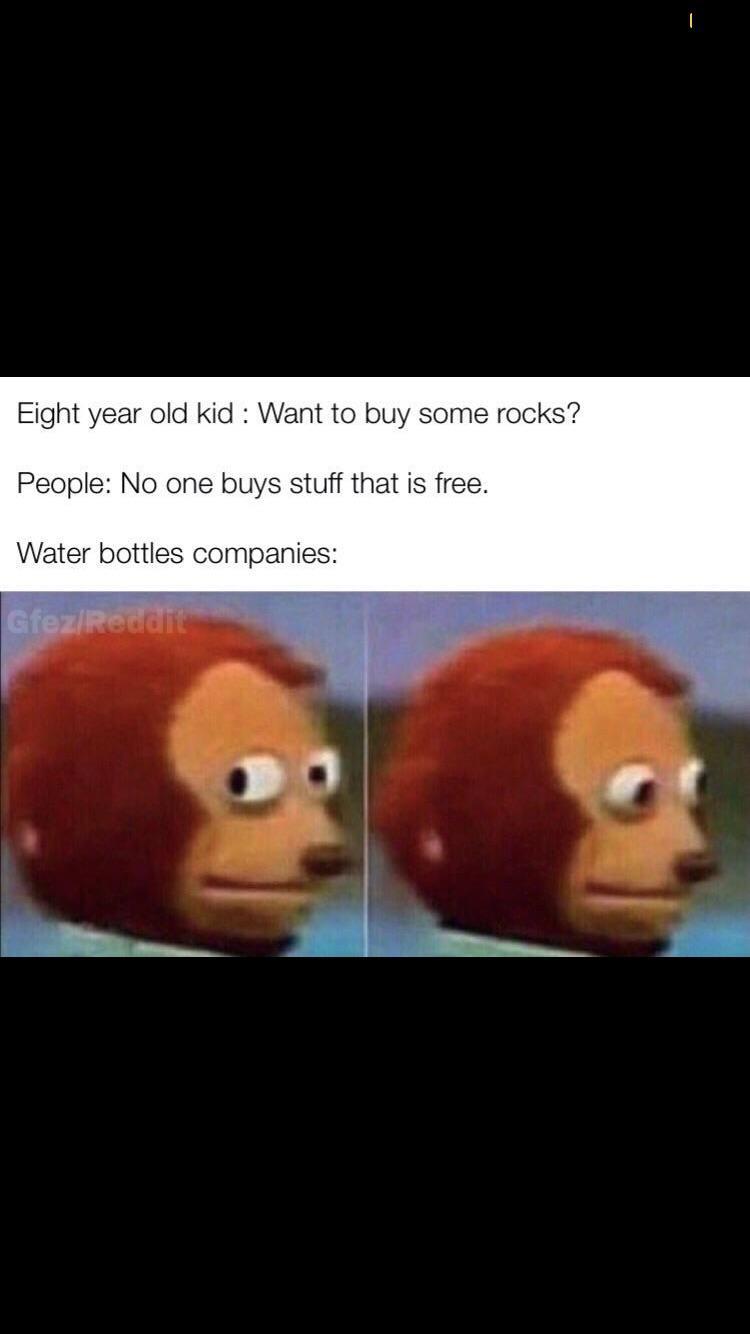 Eight year old kid : Want to buy some rocks?
People: No one buys stuff that is free.
Water bottles companies:
Gfez/Reddit